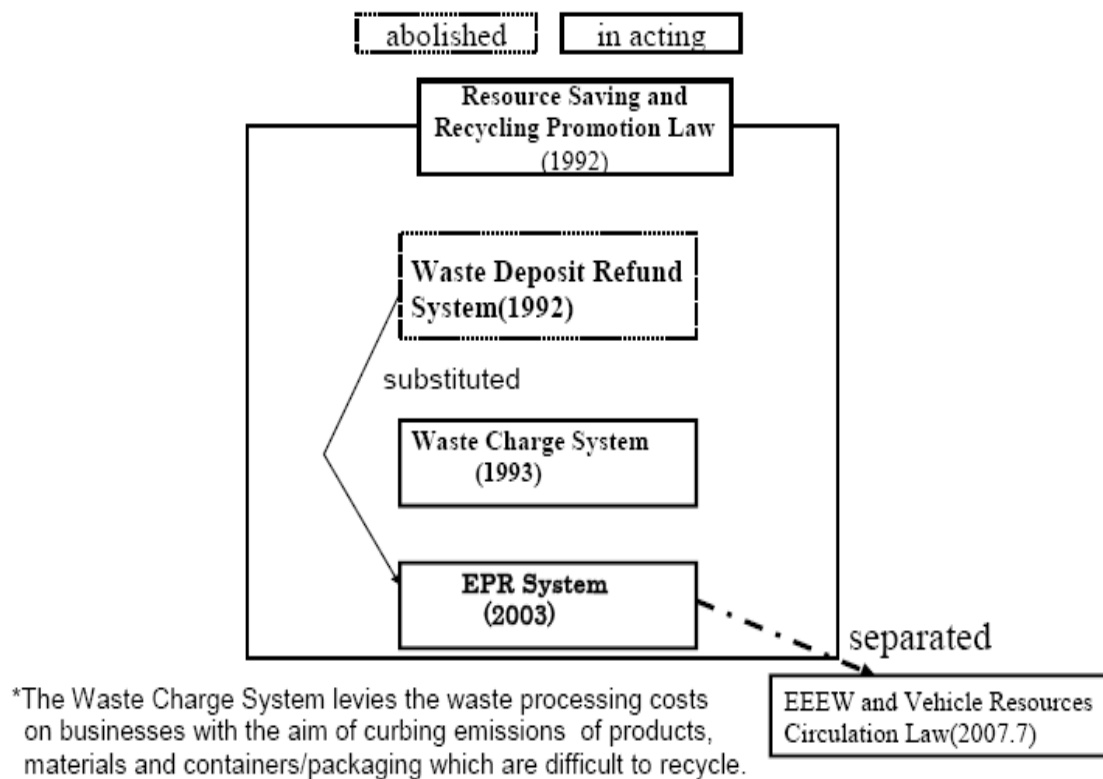 abolished
in acting
Resource Saving and
Recycling Promotion Law
(1992)
Waste Deposit Refund
System(1992)
substituted
Waste Charge System
(1993)
EPR System
(2003)
separated
EEEW and Vehicle Resources
Circulation Law(2007.7)
*The Waste Charge System levies the waste processing costs
on businesses with the aim of curbing emissions of products,
materials and containers/packaging which are difficult to recycle.